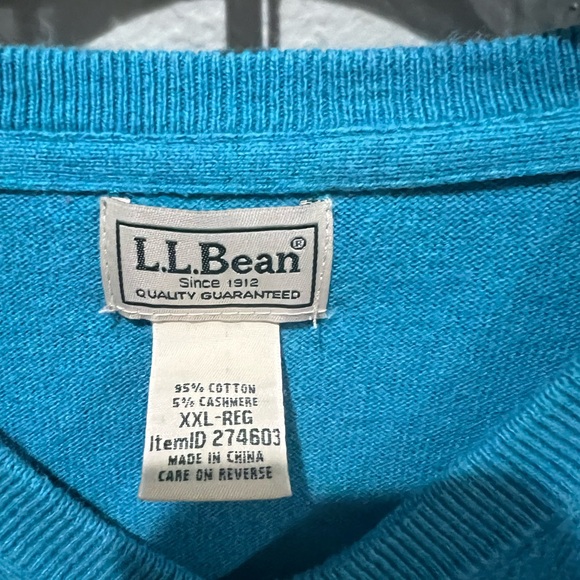 L.L.Bean®
Since 1912
QUALITY GUARANTEED
95% COTTON
5% CASHMERE
XXL-REG
ItemID 274603
MADE IN CHINA
CARE ON REVERSE